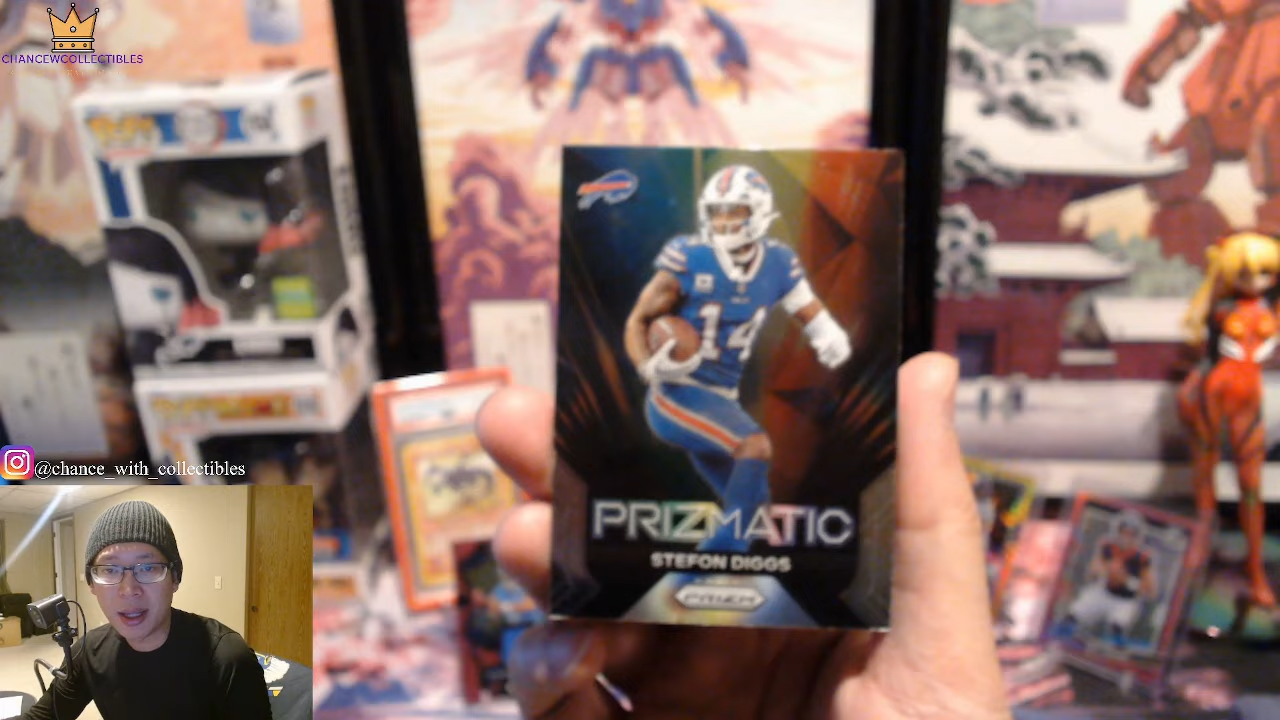 CHANCEWCOLLECTIBLES
14
PRIZMATIC
STEFON DIGGS
PRIZM
@chance_with_collectibles